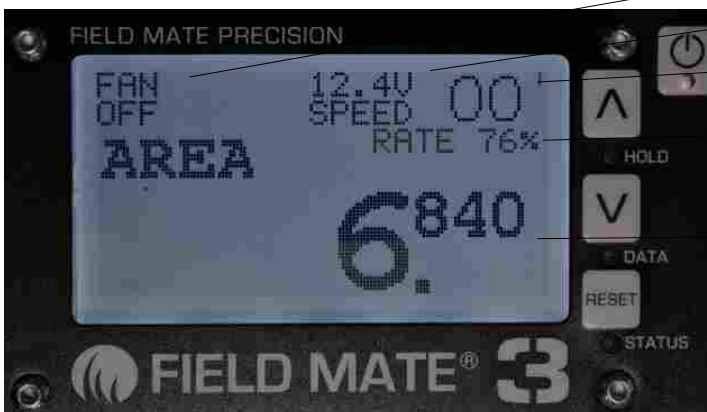 FIELD MATE PRECISION
FAN 12.4V
OFF SPEED 00'
RATE 76%
AREA
6.840
HOLD
DATA
RESET
STATUS
FIELD MATE® 3